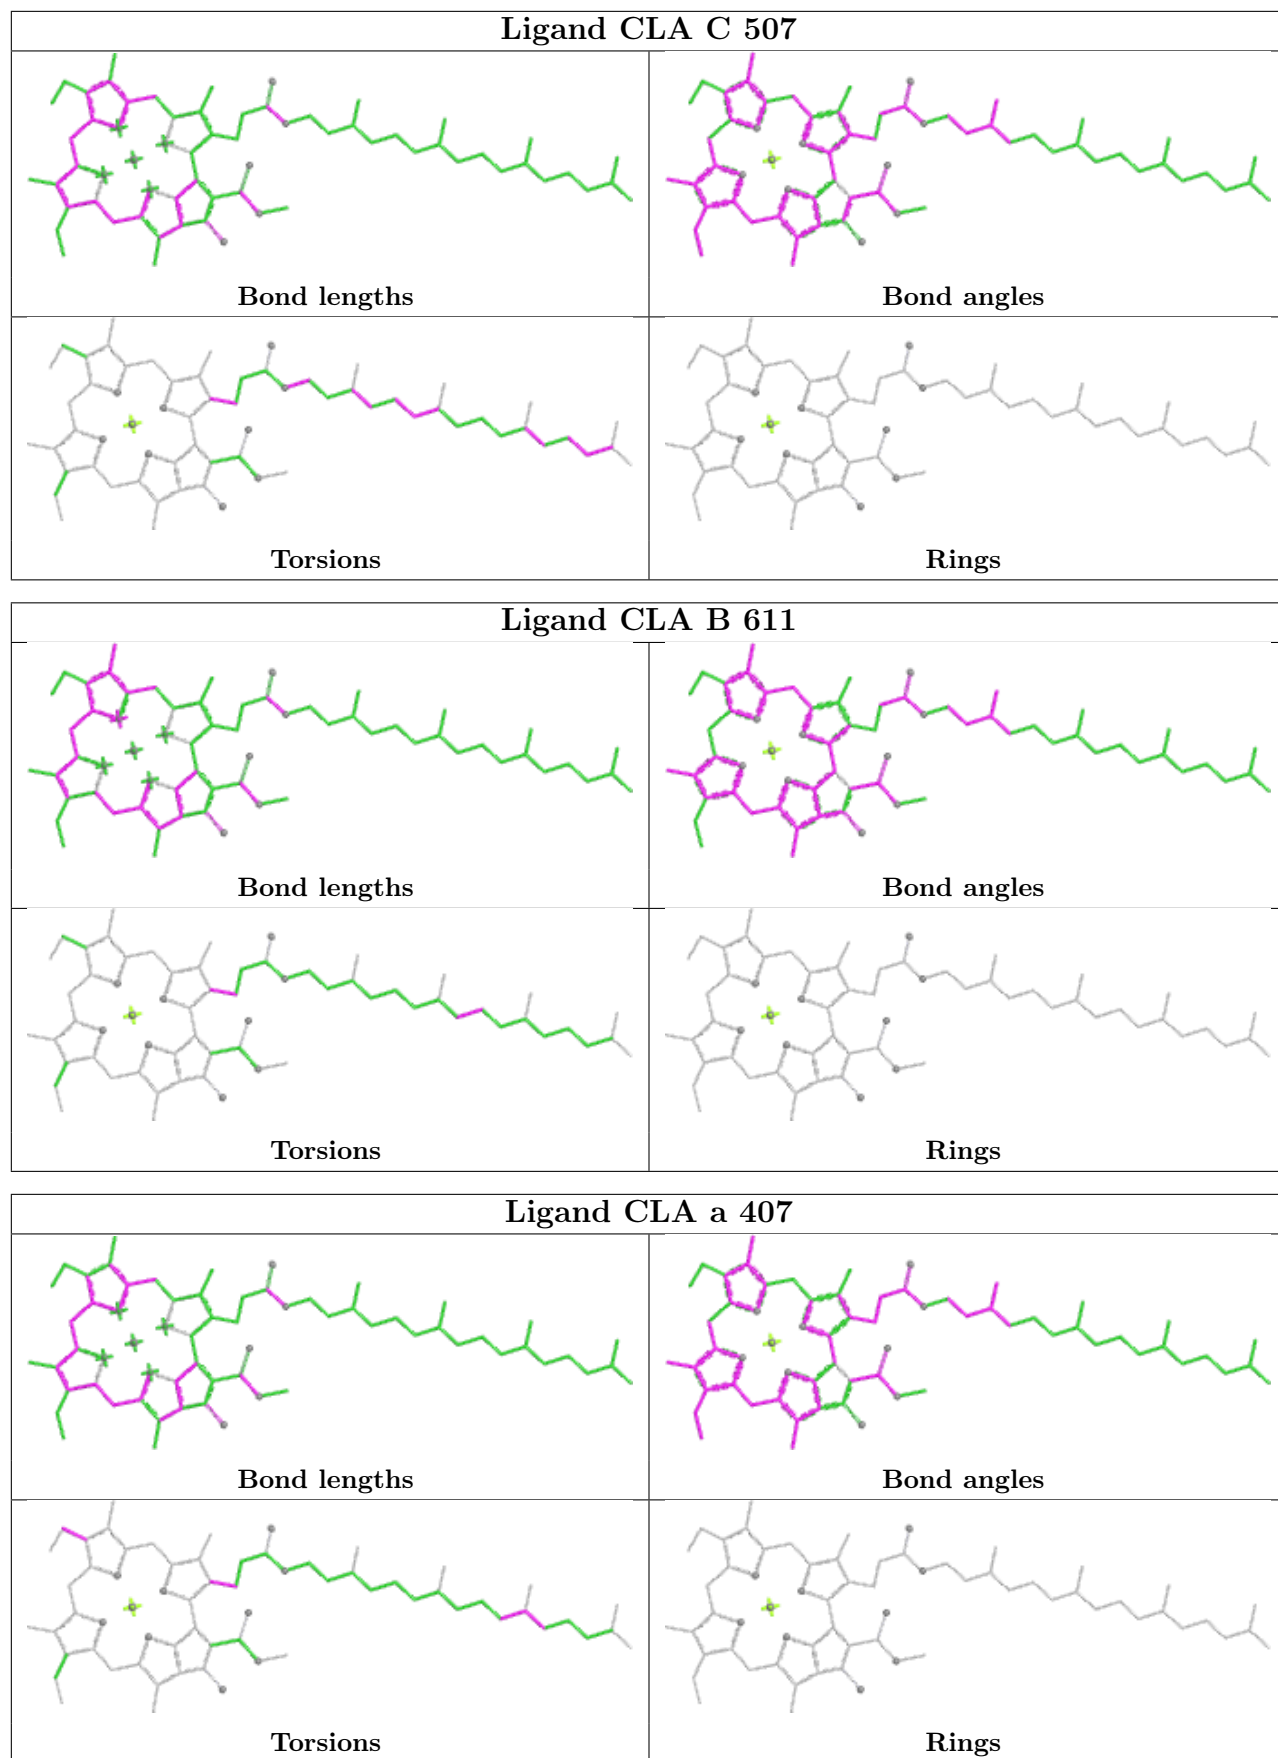 Ligand CLA C 507
Bond lengths
Bond angles
Torsions
Rings
Ligand CLA B 611
Bond lengths
Bond angles
Torsions
Rings
Ligand CLA a 407
Bond lengths
Bond angles
Torsions
Rings